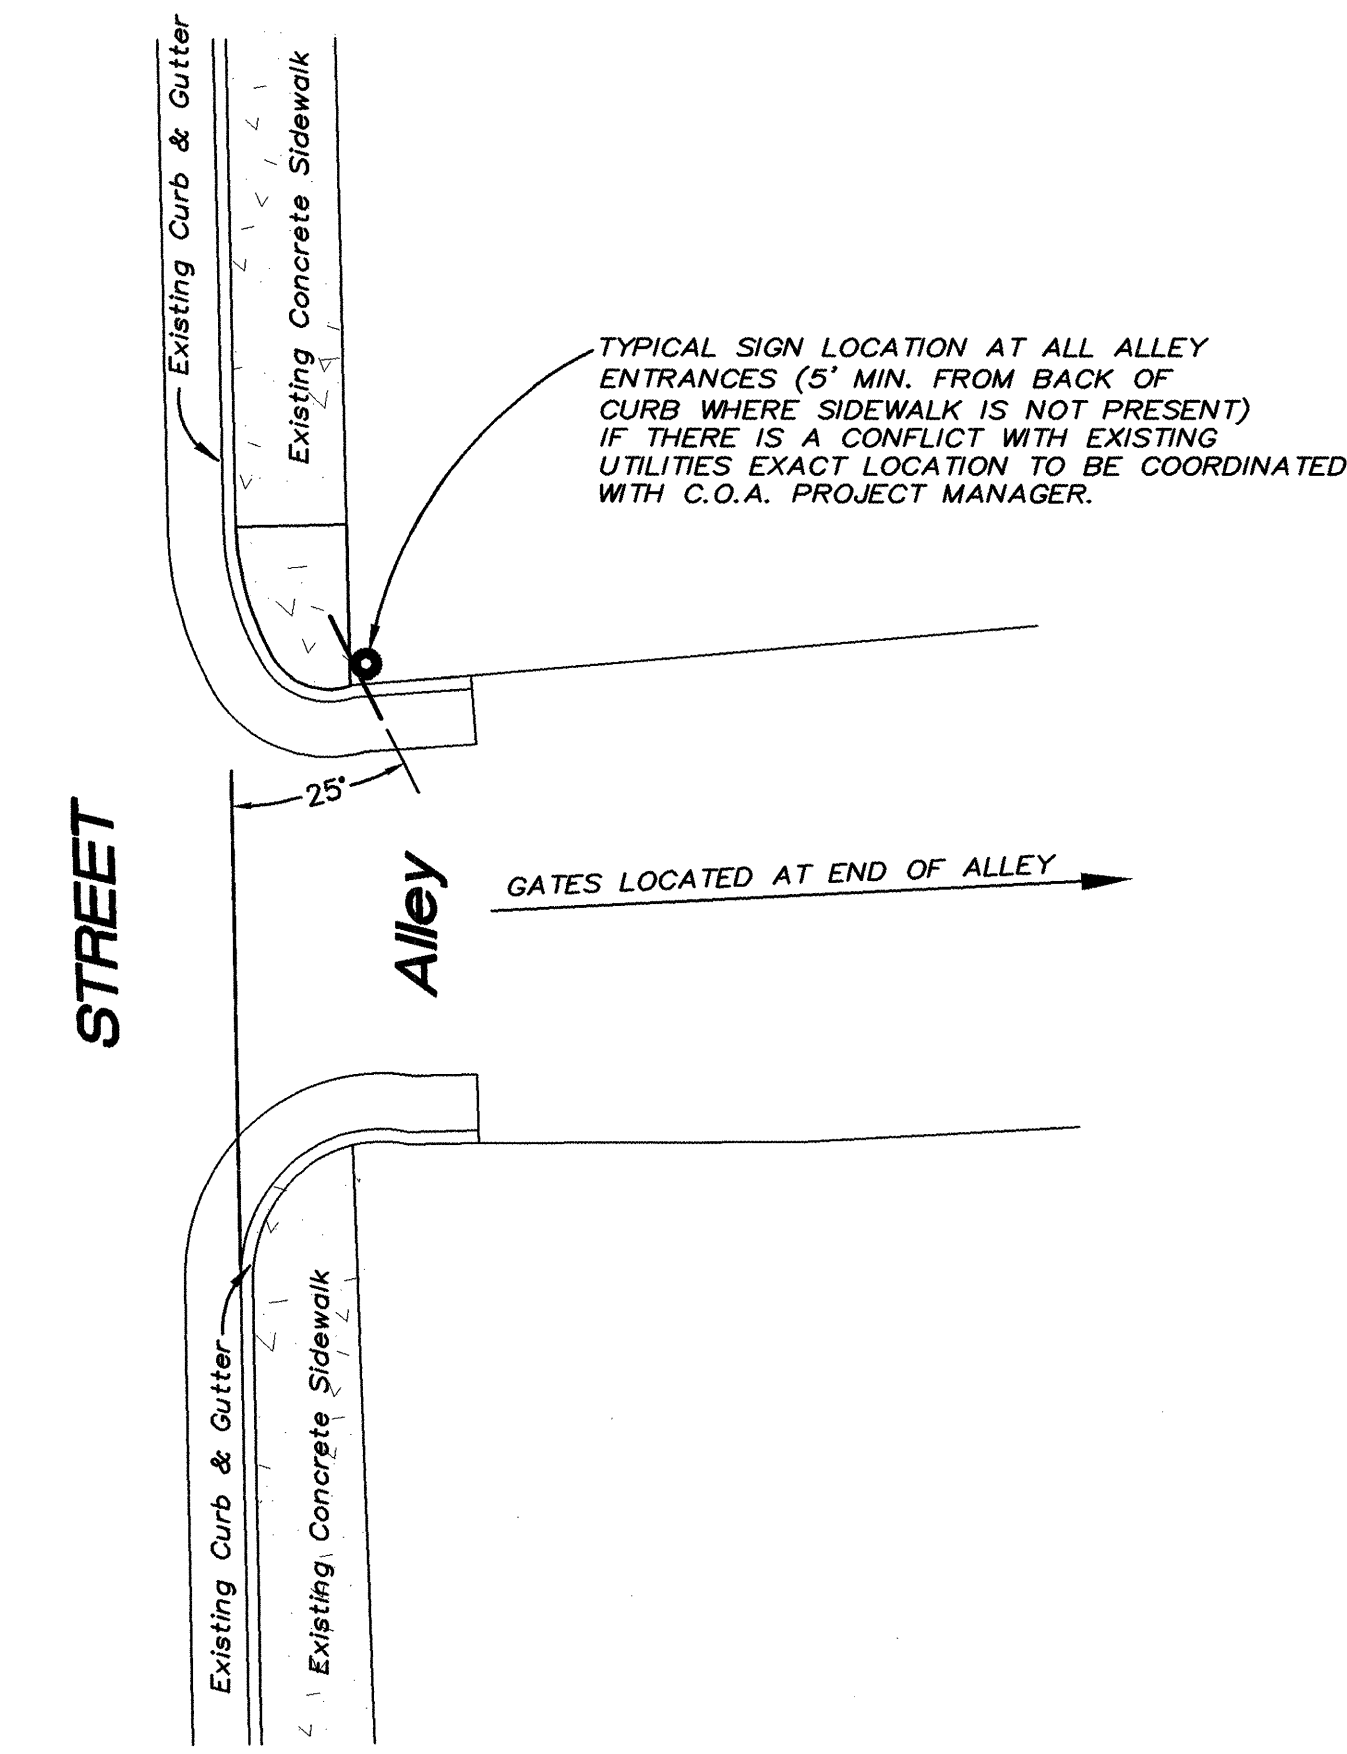 Existing Curb & Gutter
Existing Concrete Sidewalk
TYPICAL SIGN LOCATION AT ALL ALLEY
ENTRANCES (5' MIN. FROM BACK OF
CURB WHERE SIDEWALK IS NOT PRESENT)
IF THERE IS A CONFLICT WITH EXISTING
UTILITIES EXACT LOCATION TO BE COORDINATED
WITH C.O.A. PROJECT MANAGER.
25°
STREET
Alley
GATES LOCATED AT END OF ALLEY
Existing Curb & Gutter
Existing Concrete Sidewalk